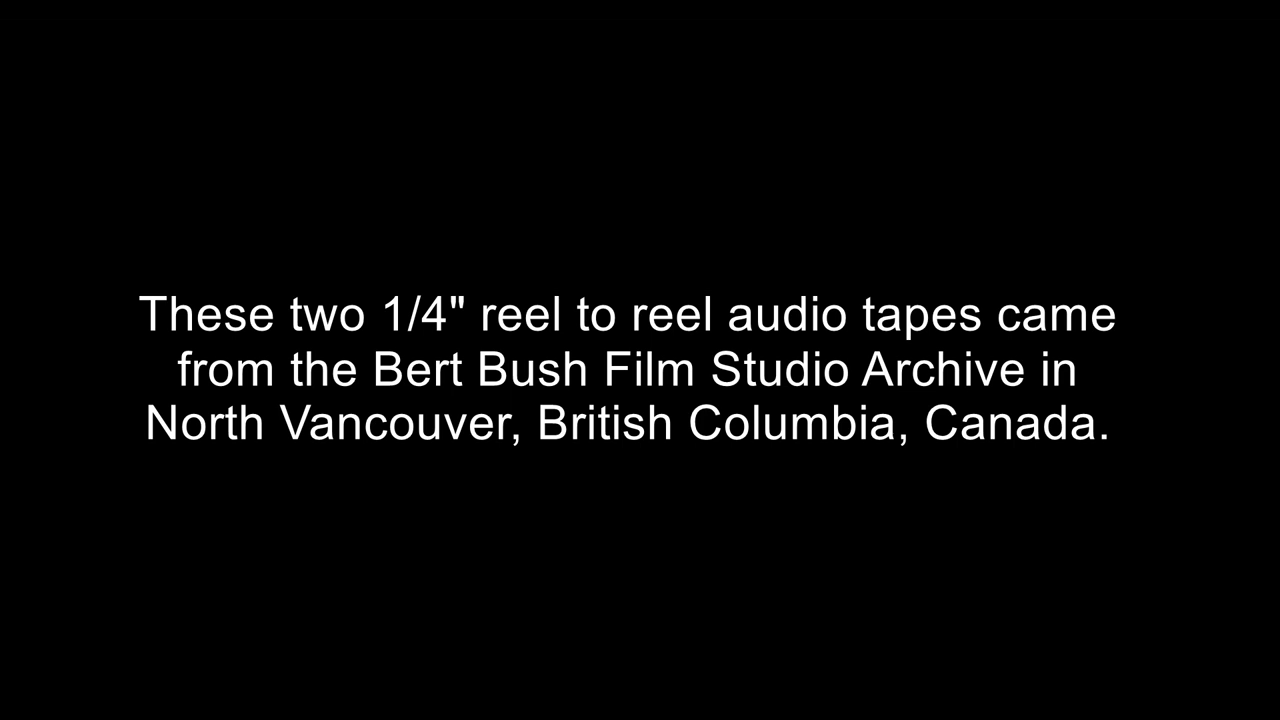 These two 1/4" reel to reel audio tapes came
from the Bert Bush Film Studio Archive in
North Vancouver, British Columbia, Canada.